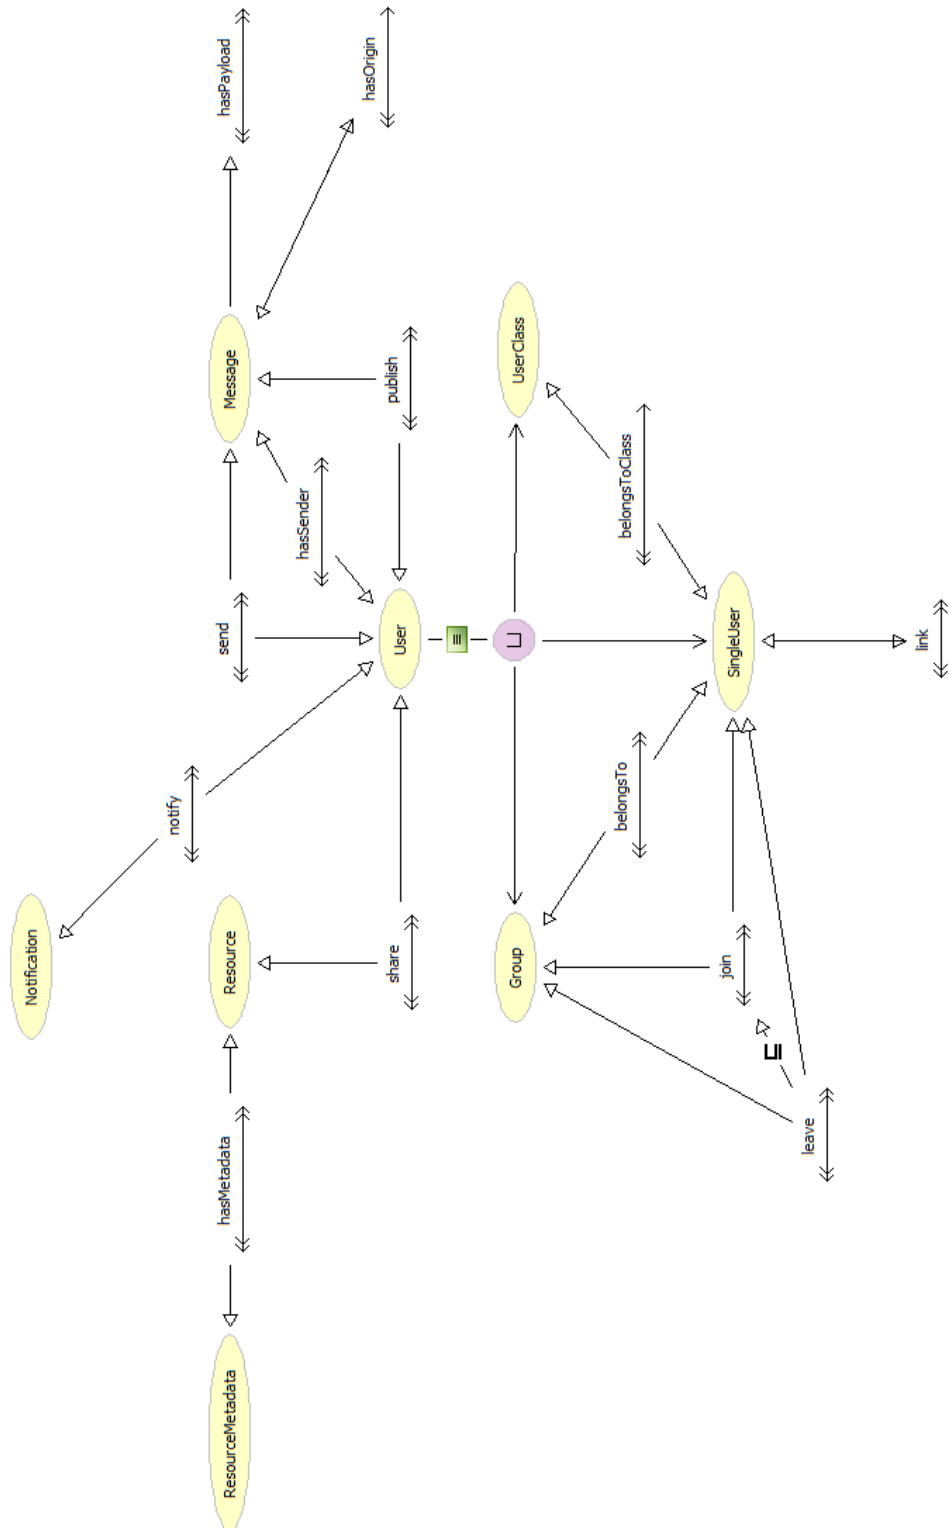 Notification
notify
ResourceMetadata
hasMetadata
Resource
send
Message
hasPayload
hasSender
hasOrigin
share
User
publish
≡
Group
⊔
UserClass
belongsTo
belongsToClass
join
SingleUser
⊑
leave
link